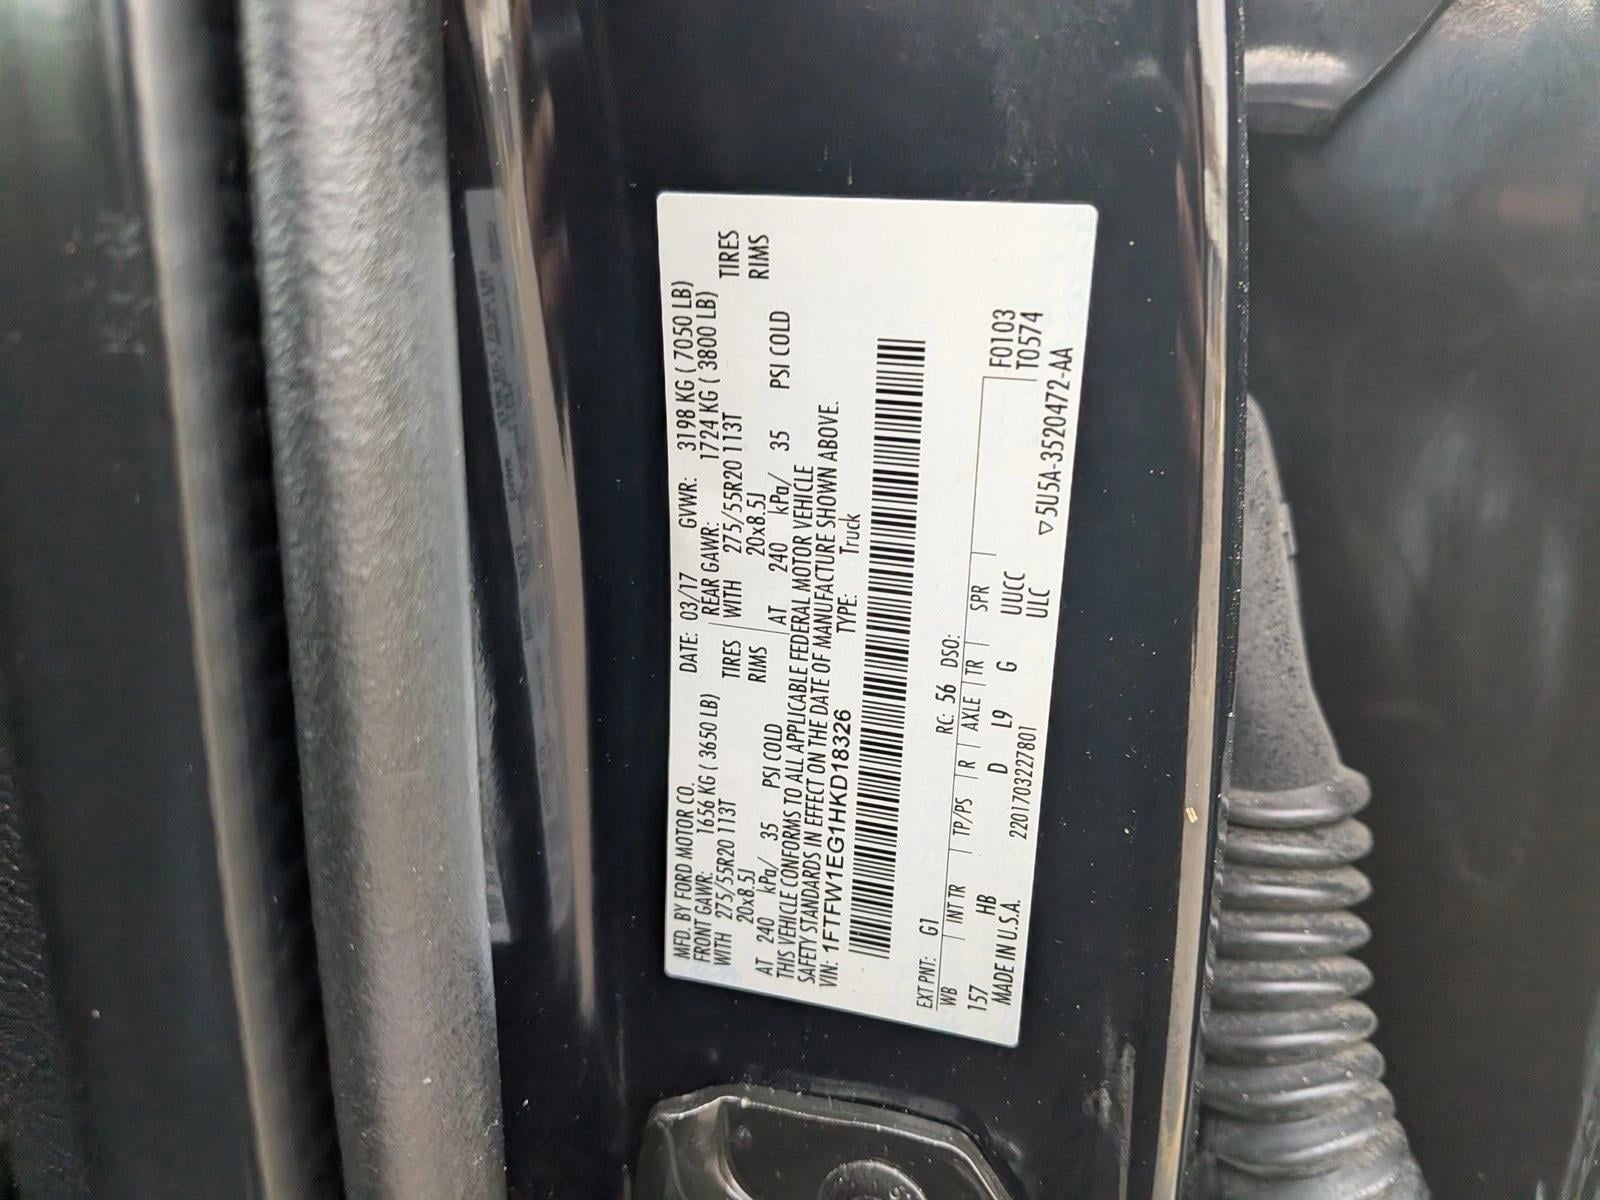 MFD. BY FORD MOTOR CO.
DATE: 03/17 GVWR: 3198 KG ( 7050 LB)
FRONT GAWR: 1656 KG ( 3650 LB)
REAR GAWR: 1724 KG ( 3800 LB)
WITH 275/55R20 113T TIRES
WITH 275/55R20 113T TIRES
20x8.5J RIMS
20x8.5J RIMS
AT 240 kPa/ 35 PSI COLD
AT 240 kPa/ 35 PSI COLD
THIS VEHICLE CONFORMS TO ALL APPLICABLE FEDERAL MOTOR VEHICLE
SAFETY STANDARDS IN EFFECT ON THE DATE OF MANUFACTURE SHOWN ABOVE.
VIN: 1FTFW1EG1HKD18326 TYPE: Truck
EXT PNT: G1 RC: 56 DSO:
WB INT TR TP/PS R AXLE TR SPR
F0103
157 HB D L9 G UUCC
T0574
ULC
MADE IN U.S.A. 2201703227801
▽5U5A-3520472-AA